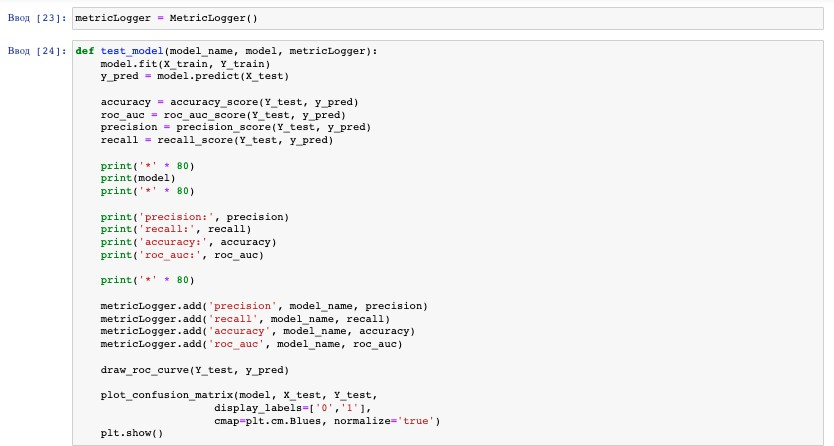 Ввод [23]: metricLogger = MetricLogger()
Ввод [24]: def test_model(model_name, model, metricLogger):
    model.fit(X_train, Y_train)
    y_pred = model.predict(X_test)

    accuracy = accuracy_score(Y_test, y_pred)
    roc_auc = roc_auc_score(Y_test, y_pred)
    precision = precision_score(Y_test, y_pred)
    recall = recall_score(Y_test, y_pred)

    print('*' * 80)
    print(model)
    print('*' * 80)

    print('precision:', precision)
    print('recall:', recall)
    print('accuracy:', accuracy)
    print('roc_auc:', roc_auc)

    print('*' * 80)

    metricLogger.add('precision', model_name, precision)
    metricLogger.add('recall', model_name, recall)
    metricLogger.add('accuracy', model_name, accuracy)
    metricLogger.add('roc_auc', model_name, roc_auc)

    draw_roc_curve(Y_test, y_pred)

    plot_confusion_matrix(model, X_test, Y_test,
                      display_labels=['0','1'],
                      cmap=plt.cm.Blues, normalize='true')
    plt.show()